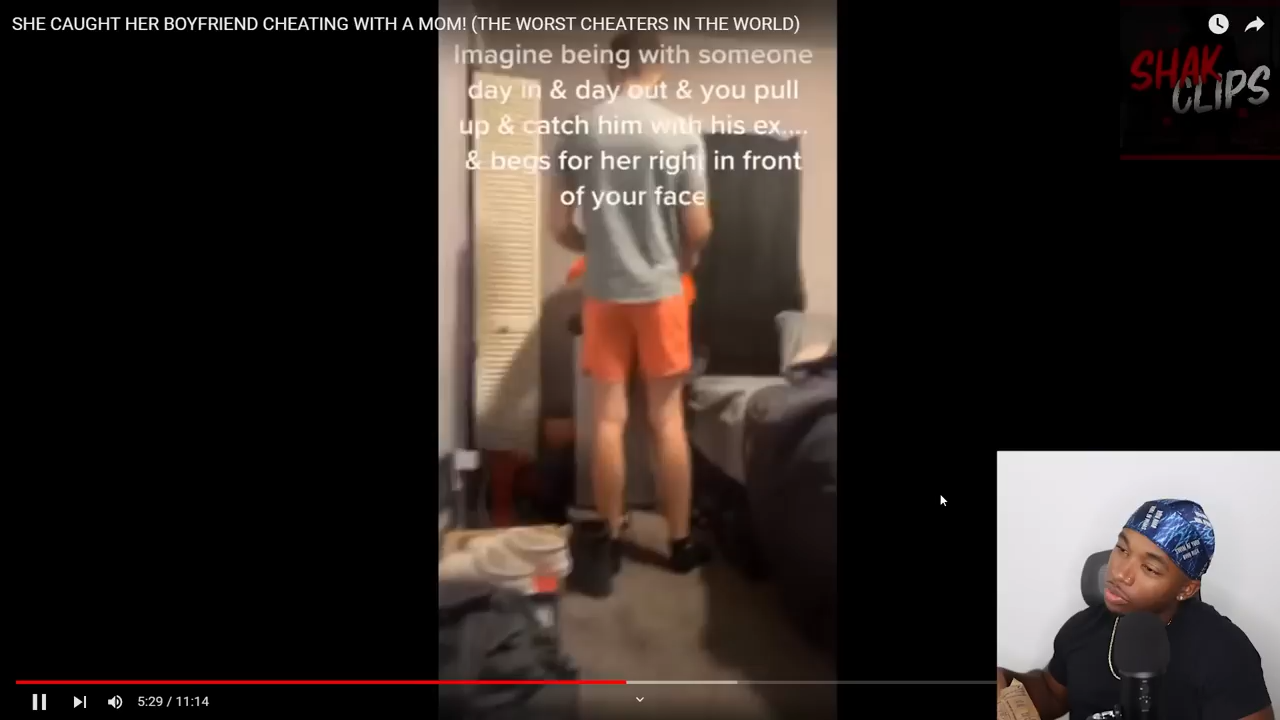 SHE CAUGHT HER BOYFRIEND CHEATING WITH A MOM! (THE WORST CHEATERS IN THE WORLD)
Imagine being with someone
day in & day out & you pull
up & catch him with his ex....
& begs for her right in front
of your face
SHAK
CLIPS
5:29 / 11:14